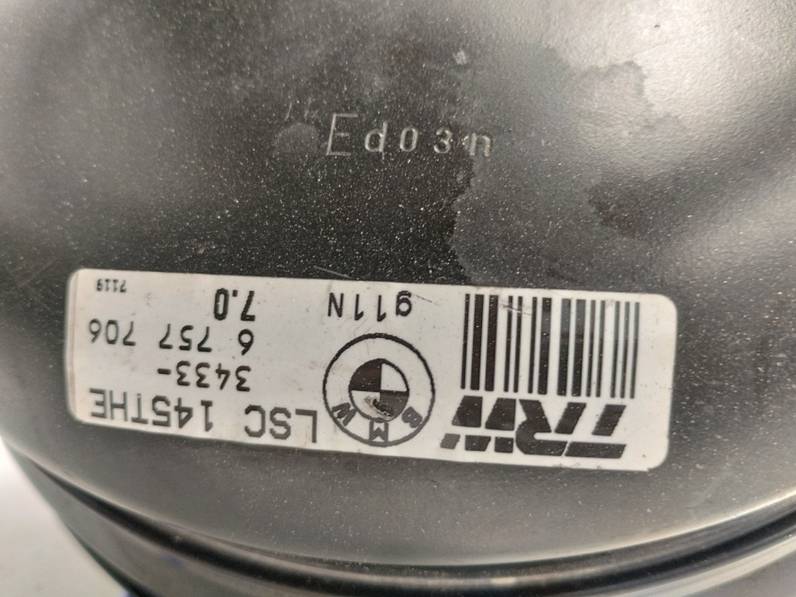 Ed03n
TRW
BMW
LSC 145THE
3433-
6 757 706
g11N
7.0
7119